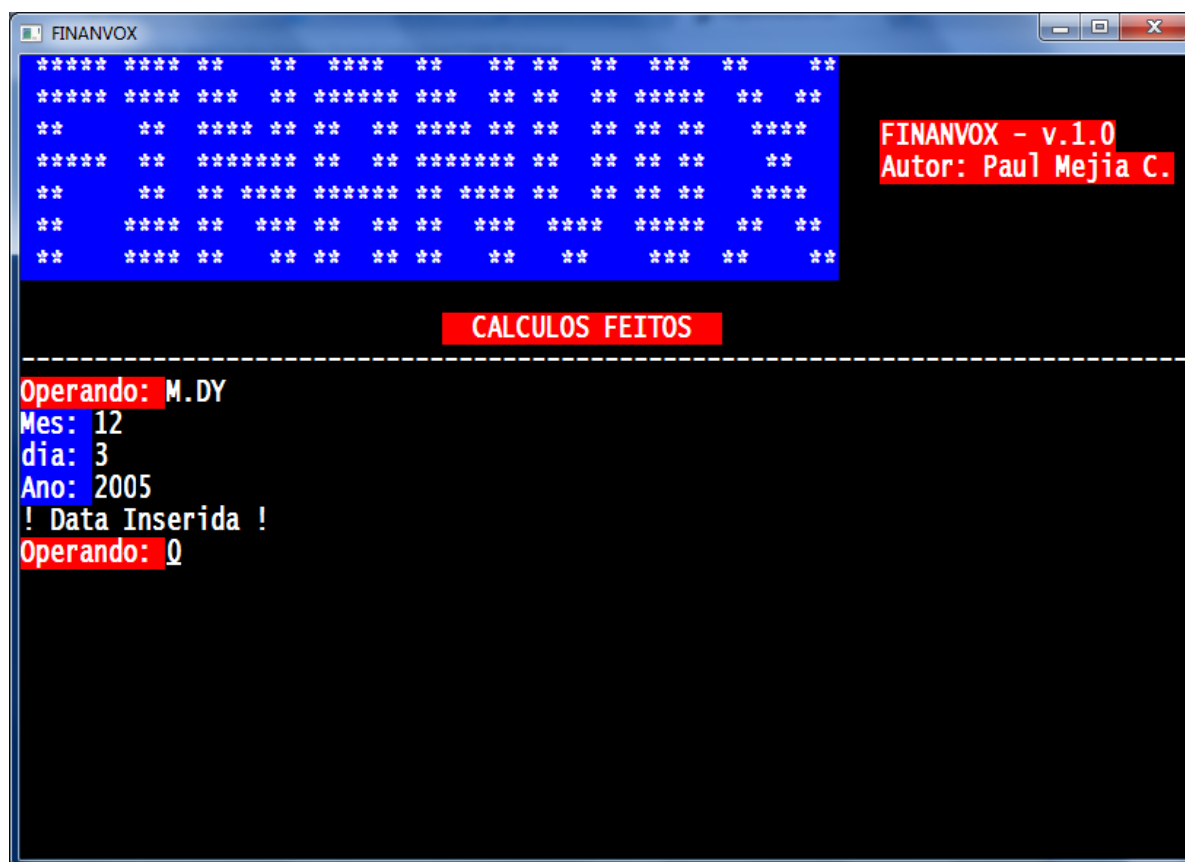 FINANVOX
FINANVOX
FINANVOX - v.1.0
Autor: Paul Mejia C.
CALCULOS FEITOS
Operando: M.DY
Mes: 12
dia: 3
Ano: 2005
! Data Inserida !
Operando: 0